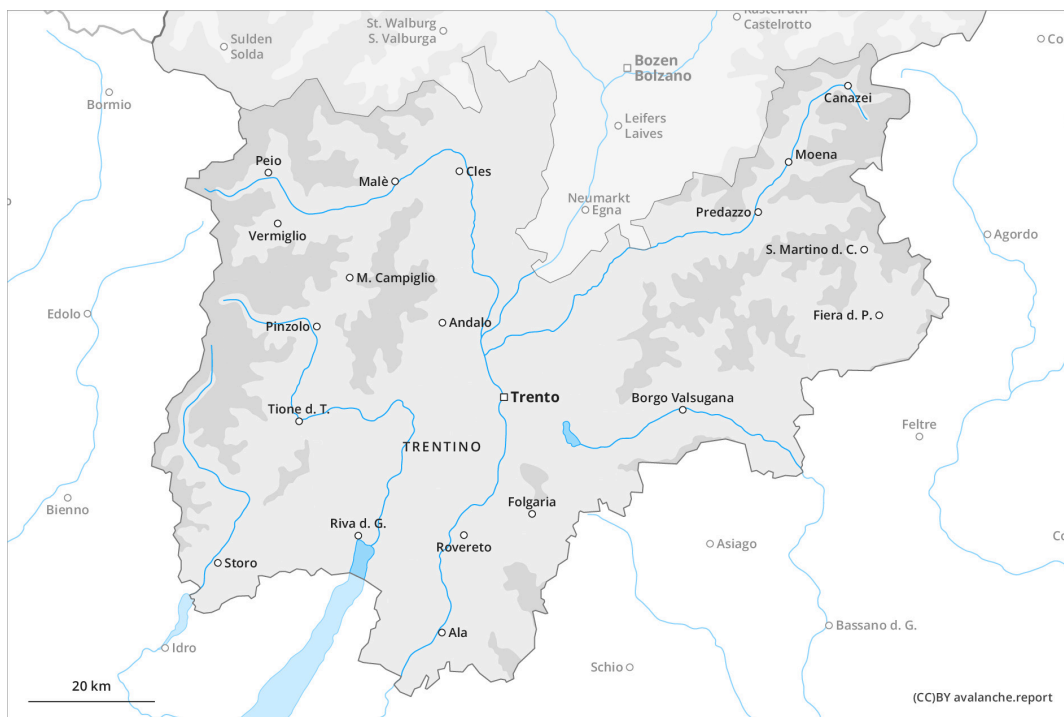 Kastelruth
Castelrotto
St. Walburg
S. Valburga
Sulden
Solda
Co
Bozen
Bolzano
Bormio
Canazei
Leifers
Laives
Moena
Peio
Malè
Cles
Neumarkt
Egna
Predazzo
Vermiglio
Agordo
S. Martino d. C.
M. Campiglio
Edolo
Pinzolo
Andalo
Fiera d. P.
Trento
Borgo Valsugana
Tione d. T.
Feltre
TRENTINO
Bienno
Folgaria
Riva d. G.
Rovereto
Asiago
Co
Storo
Ala
Bassano d. G.
Idro
Schio
20 km
(CC)BY avalanche.report